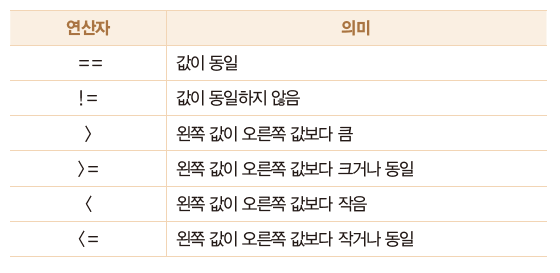 연산자 의미
== 값이 동일
!= 값이 동일하지 않음
> 왼쪽 값이 오른쪽 값보다 큼
>= 왼쪽 값이 오른쪽 값보다 크거나 동일
< 왼쪽 값이 오른쪽 값보다 작음
<= 왼쪽 값이 오른쪽 값보다 작거나 동일